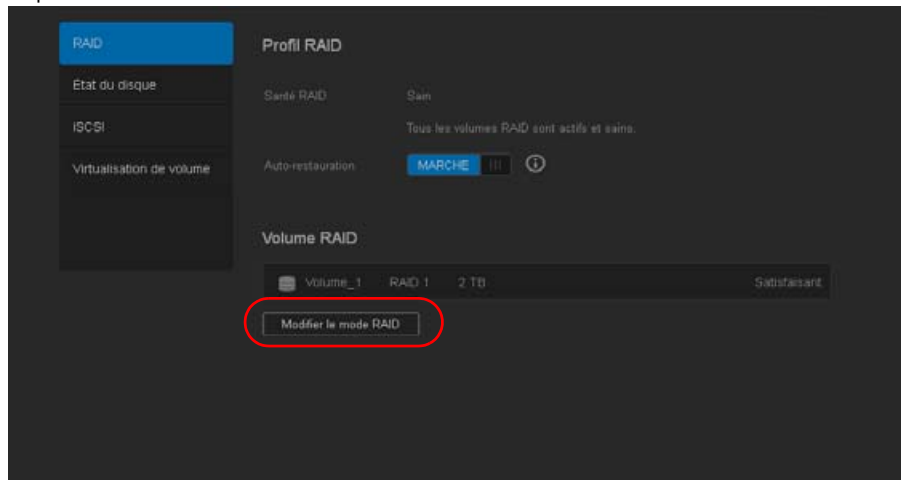 RAID
État du disque
iSCSI
Virtualisation de volume
Profil RAID
Santé RAID Sain
Tous les volumes RAID sont actifs et sains.
Auto-restauration MARCHE
Volume RAID
Volume_1 RAID 1 2 TB Satisfaisant
Modifier le mode RAID